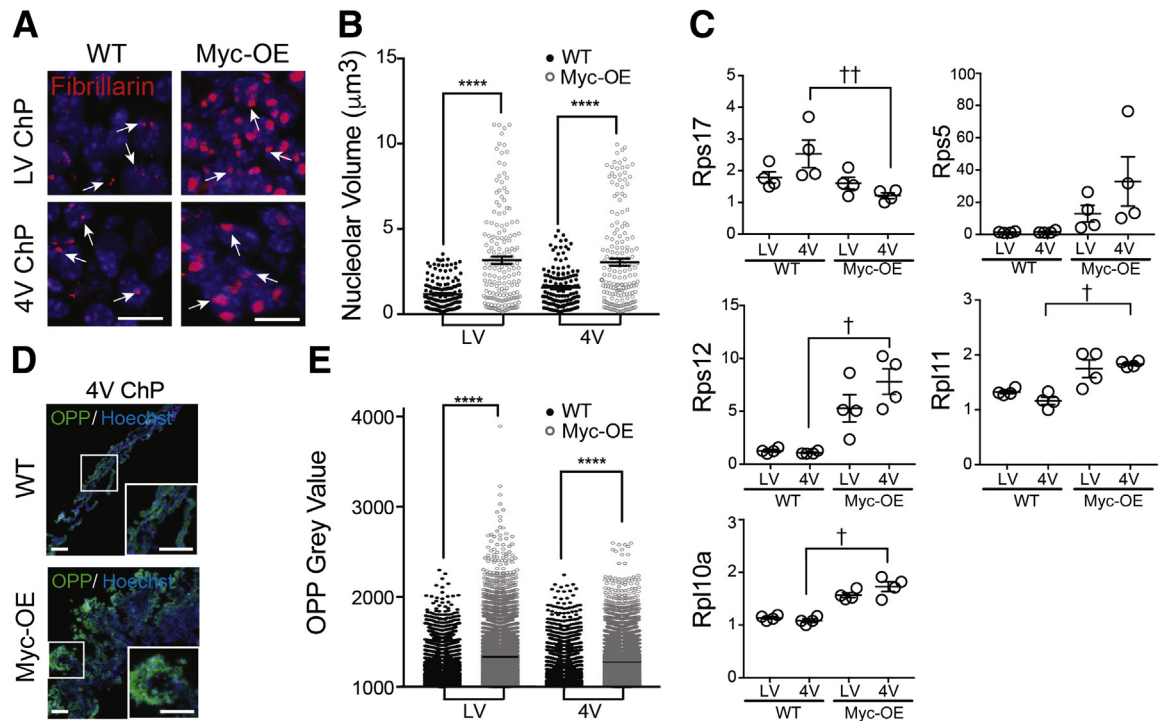 A
WT
Myc-OE
LV ChP
Fibrillarin
4V ChP
B
Nucleolar Volume (μm3)
15
10
5
0
WT
Myc-OE
****
****
LV
4V
C
Rps17
4
3
2
1
0
††
LV 4V LV 4V
WT Myc-OE
Rps5
100
80
60
40
20
0
LV 4V LV 4V
WT Myc-OE
Rps12
15
10
5
0
†
LV 4V LV 4V
WT Myc-OE
Rpl11
3
2
1
0
†
LV 4V LV 4V
WT Myc-OE
Rpl10a
2
1
0
†
LV 4V LV 4V
WT Myc-OE
D
4V ChP
WT
OPP/Hoechst
Myc-OE
OPP/Hoechst
E
OPP Grey Value
4000
3000
2000
1000
WT
Myc-OE
****
****
LV
4V